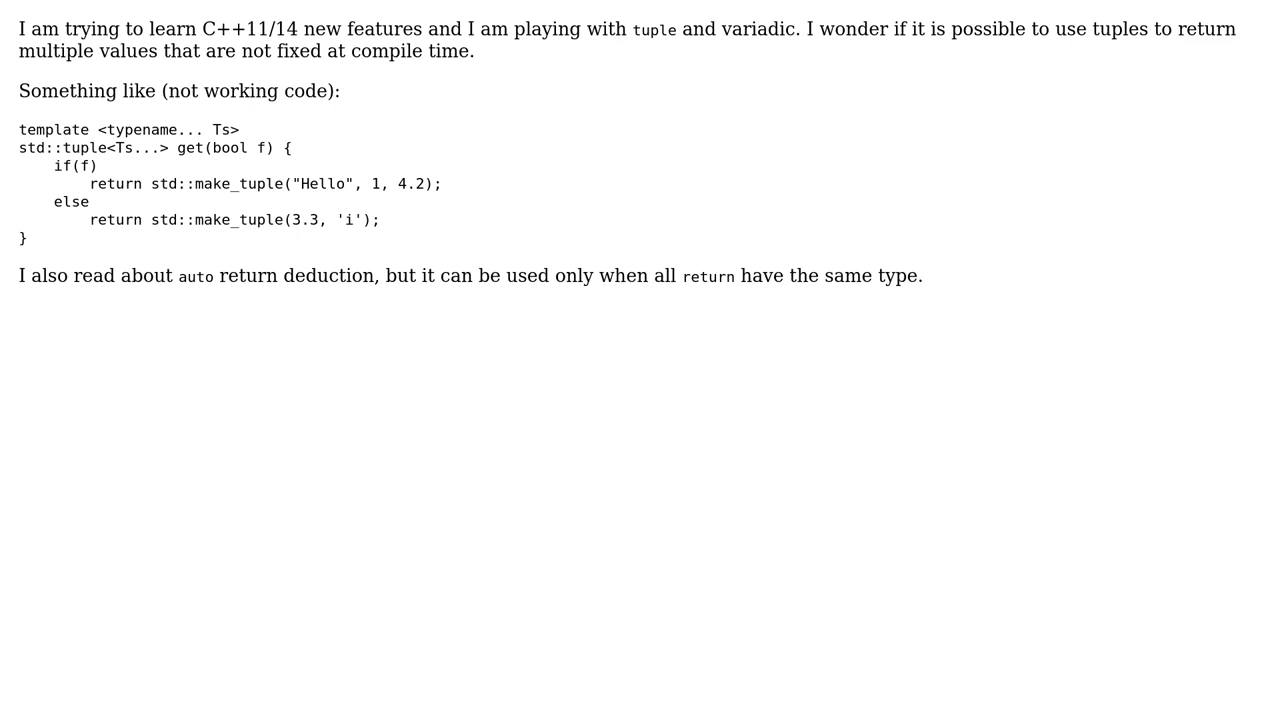 I am trying to learn C++11/14 new features and I am playing with tuple and variadic. I wonder if it is possible to use tuples to return
multiple values that are not fixed at compile time.
Something like (not working code):
template <typename... Ts>
std::tuple<Ts...> get(bool f) {
    if(f)
        return std::make_tuple("Hello", 1, 4.2);
    else
        return std::make_tuple(3.3, 'i');
}
I also read about auto return deduction, but it can be used only when all return have the same type.